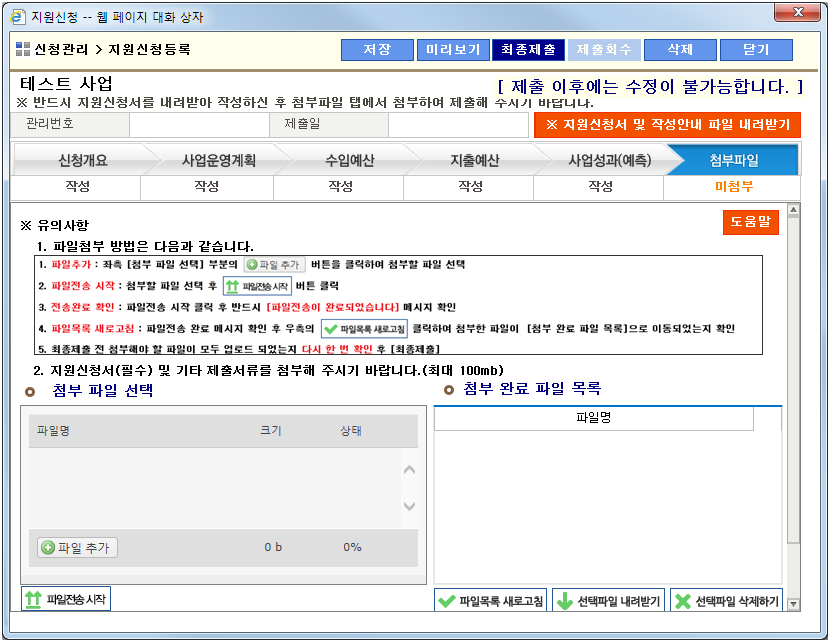 지원신청 -- 웹 페이지 대화 상자
신청관리 > 지원신청등록
저장 미리보기 최종제출 제출회수 삭제 닫기
테스트 사업
[ 제출 이후에는 수정이 불가능합니다. ]
※ 반드시 지원신청서를 내려받아 작성하신 후 첨부파일 탭에서 첨부하여 제출해 주시기 바랍니다.
관리번호 제출일
※ 지원신청서 및 작성안내 파일 내려받기
신청개요 사업운영계획 수입예산 지출예산 사업성과(예측) 첨부파일
작성 작성 작성 작성 작성 미첨부
도움말
※ 유의사항
1. 파일첨부 방법은 다음과 같습니다.
1. 파일추가 : 좌측 [첨부 파일 선택] 부분의 파일 추가 버튼을 클릭하여 첨부할 파일 선택
2. 파일전송 시작 : 첨부할 파일 선택 후 파일전송 시작 버튼 클릭
3. 전송완료 확인 : 파일전송 시작 클릭 후 반드시 [파일전송이 완료되었습니다] 메시지 확인
4. 파일목록 새로고침 : 파일전송 완료 메시지 확인 후 우측의 파일목록 새로고침 클릭하여 첨부한 파일이 [첨부 완료 파일 목록]으로 이동되었는지 확인
5. 최종제출 전 첨부해야 할 파일이 모두 업로드 되었는지 다시 한 번 확인 후 [최종제출]
2. 지원신청서(필수) 및 기타 제출서류를 첨부해 주시기 바랍니다.(최대 100mb)
첨부 파일 선택
첨부 완료 파일 목록
파일명 크기 상태
파일명
파일 추가 0 b 0%
파일전송 시작
파일목록 새로고침 선택파일 내려받기 선택파일 삭제하기